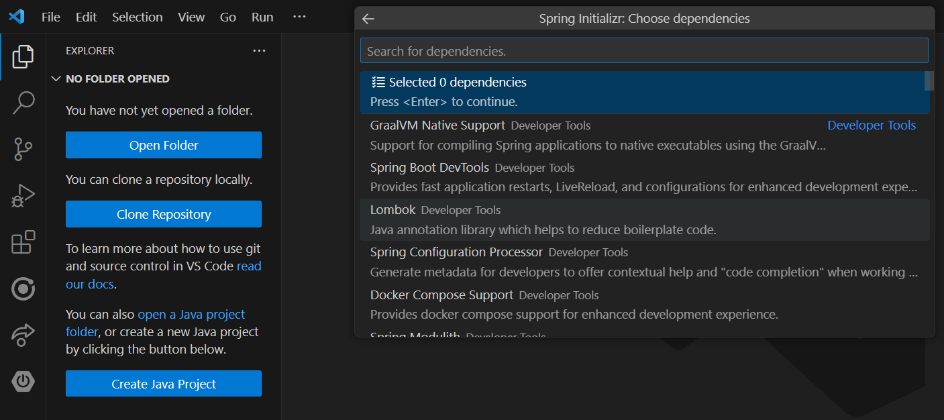 File Edit Selection View Go Run ···
Spring Initializr: Choose dependencies
EXPLORER
NO FOLDER OPENED
You have not yet opened a folder.
Open Folder
You can clone a repository locally.
Clone Repository
To learn more about how to use git
and source control in VS Code read
our docs.
You can also open a Java project
folder, or create a new Java project
by clicking the button below.
Create Java Project
Search for dependencies.
Selected 0 dependencies
Press <Enter> to continue.
GraalVM Native Support Developer Tools Developer Tools
Support for compiling Spring applications to native executables using the GraalV...
Spring Boot DevTools Developer Tools
Provides fast application restarts, LiveReload, and configurations for enhanced development expe...
Lombok Developer Tools
Java annotation library which helps to reduce boilerplate code.
Spring Configuration Processor Developer Tools
Generate metadata for developers to offer contextual help and "code completion" when working ...
Docker Compose Support Developer Tools
Provides docker compose support for enhanced development experience.
Spring Modulith Developer Tools